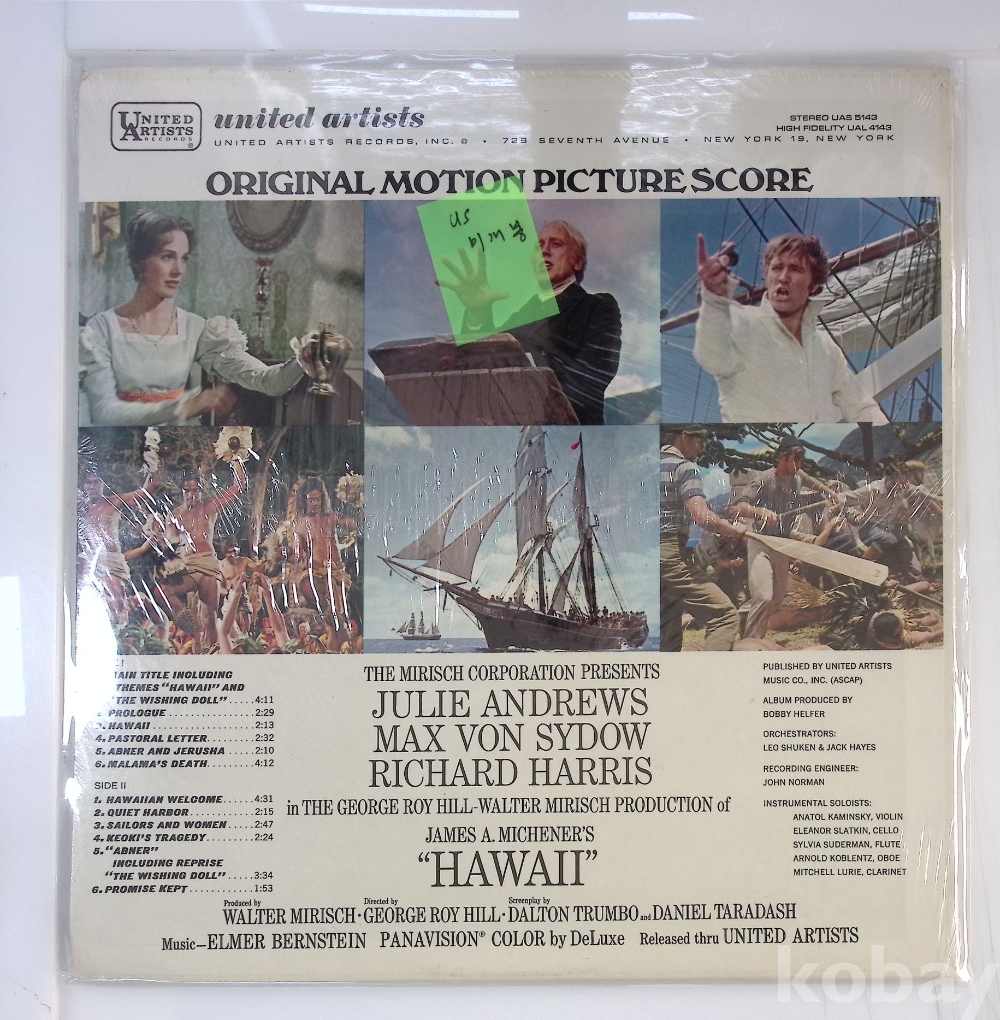 UNITED
ARTISTS
RECORDS
®
united artists
UNITED ARTISTS RECORDS, INC. ® • 729 SEVENTH AVENUE • NEW YORK 19, NEW YORK
STEREO UAS 5143
HIGH FIDELITY UAL 4143
ORIGINAL MOTION PICTURE SCORE
US
미개봉
I
MAIN TITLE INCLUDING
THEMES "HAWAII" AND
"THE WISHING DOLL".....4:11
2. PROLOGUE................2:29
3. HAWAII....................2:13
4. PASTORAL LETTER.........2:32
5. ABNER AND JERUSHA.....2:10
6. MALAMA'S DEATH.........4:12
SIDE II
1. HAWAIIAN WELCOME......4:31
2. QUIET HARBOR.............2:15
3. SAILORS AND WOMEN.....2:47
4. KEOKI'S TRAGEDY.........2:24
5. "ABNER"
INCLUDING REPRISE
"THE WISHING DOLL".....3:34
6. PROMISE KEPT............1:53
THE MIRISCH CORPORATION PRESENTS
JULIE ANDREWS
MAX VON SYDOW
RICHARD HARRIS
in THE GEORGE ROY HILL-WALTER MIRISCH PRODUCTION of
JAMES A. MICHENER'S
"HAWAII"
Produced by WALTER MIRISCH • Directed by GEORGE ROY HILL • Screenplay by DALTON TRUMBO and DANIEL TARADASH
Music—ELMER BERNSTEIN PANAVISION® COLOR by DeLuxe Released thru UNITED ARTISTS
PUBLISHED BY UNITED ARTISTS
MUSIC CO., INC. (ASCAP)
ALBUM PRODUCED BY
BOBBY HELFER
ORCHESTRATORS:
LEO SHUKEN & JACK HAYES
RECORDING ENGINEER:
JOHN NORMAN
INSTRUMENTAL SOLOISTS:
ANATOL KAMINSKY, VIOLIN
ELEANOR SLATKIN, CELLO
SYLVIA SUDERMAN, FLUTE
ARNOLD KOBLENTZ, OBOE
MITCHELL LURIE, CLARINET
kobay